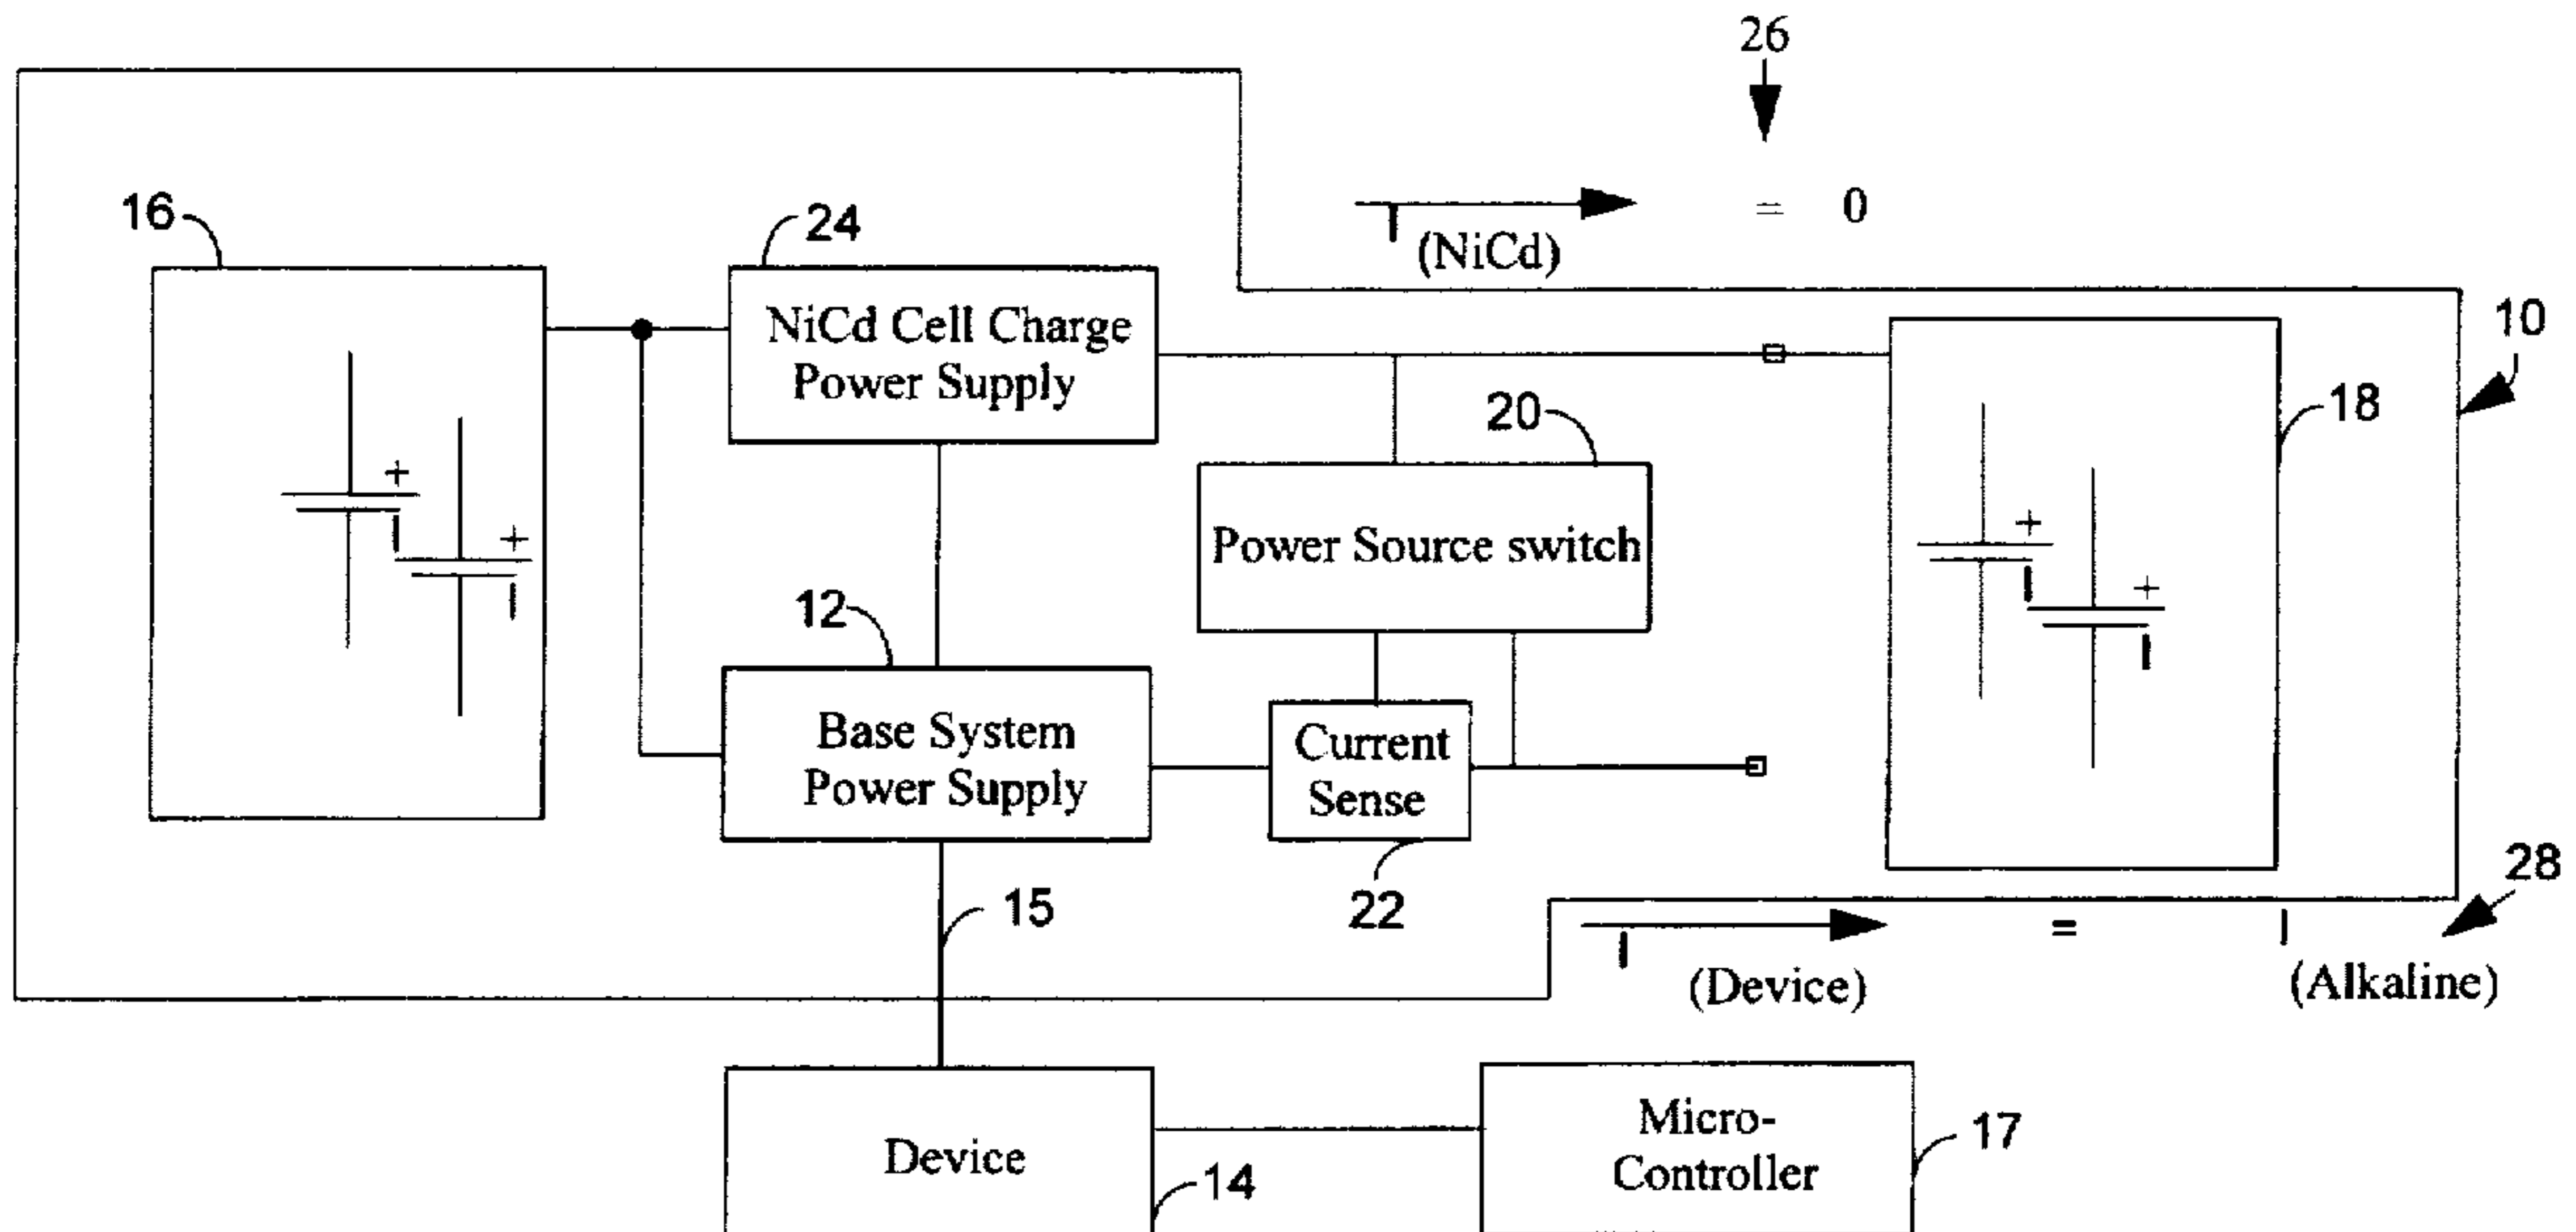 26
16
24
I
(NiCd)
= 0
NiCd Cell Charge
Power Supply
10
20
18
+
-
+
-
Power Source switch
+
-
+
-
12
Base System
Power Supply
Current
Sense
22
15
28
I
(Device)
=
I
(Alkaline)
Device
14
Micro-
Controller
17